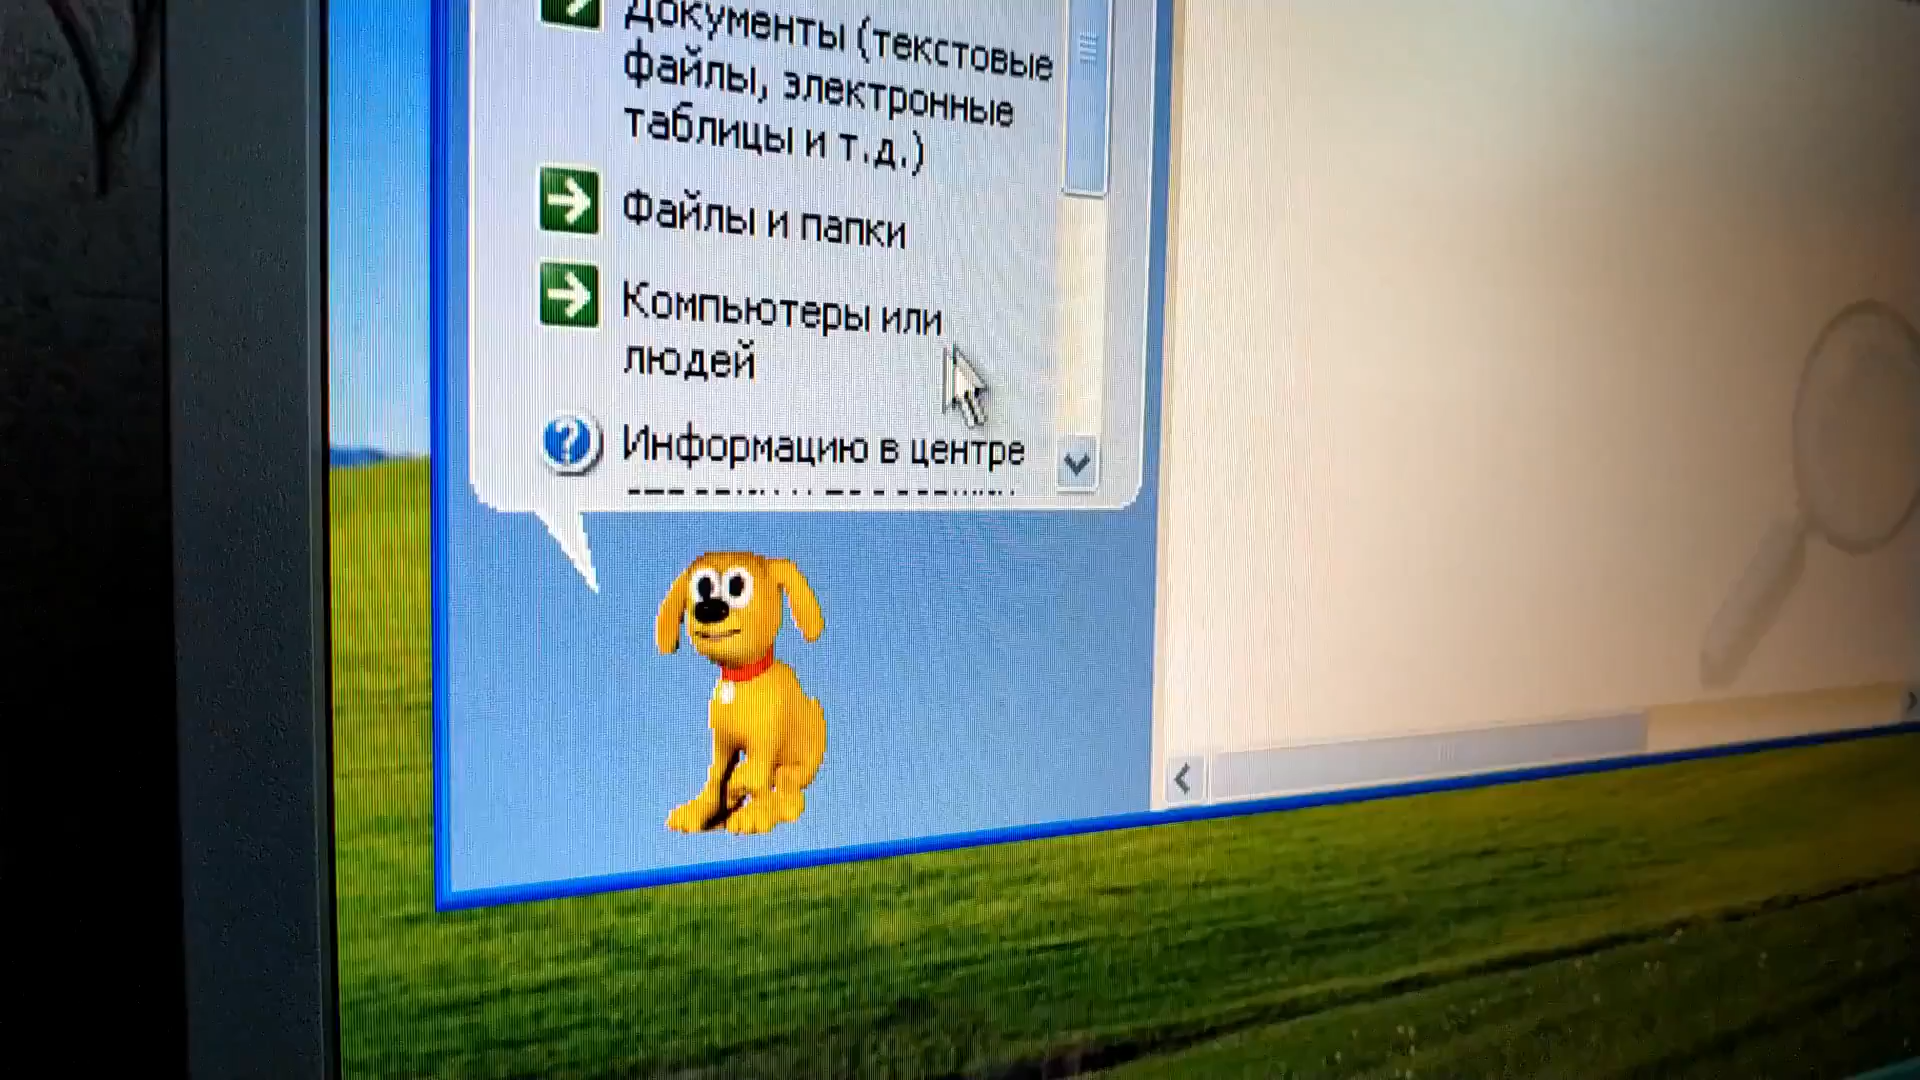 Документы (текстовые
файлы, электронные
таблицы и т.д.)
Файлы и папки
Компьютеры или
людей
Информацию в центре